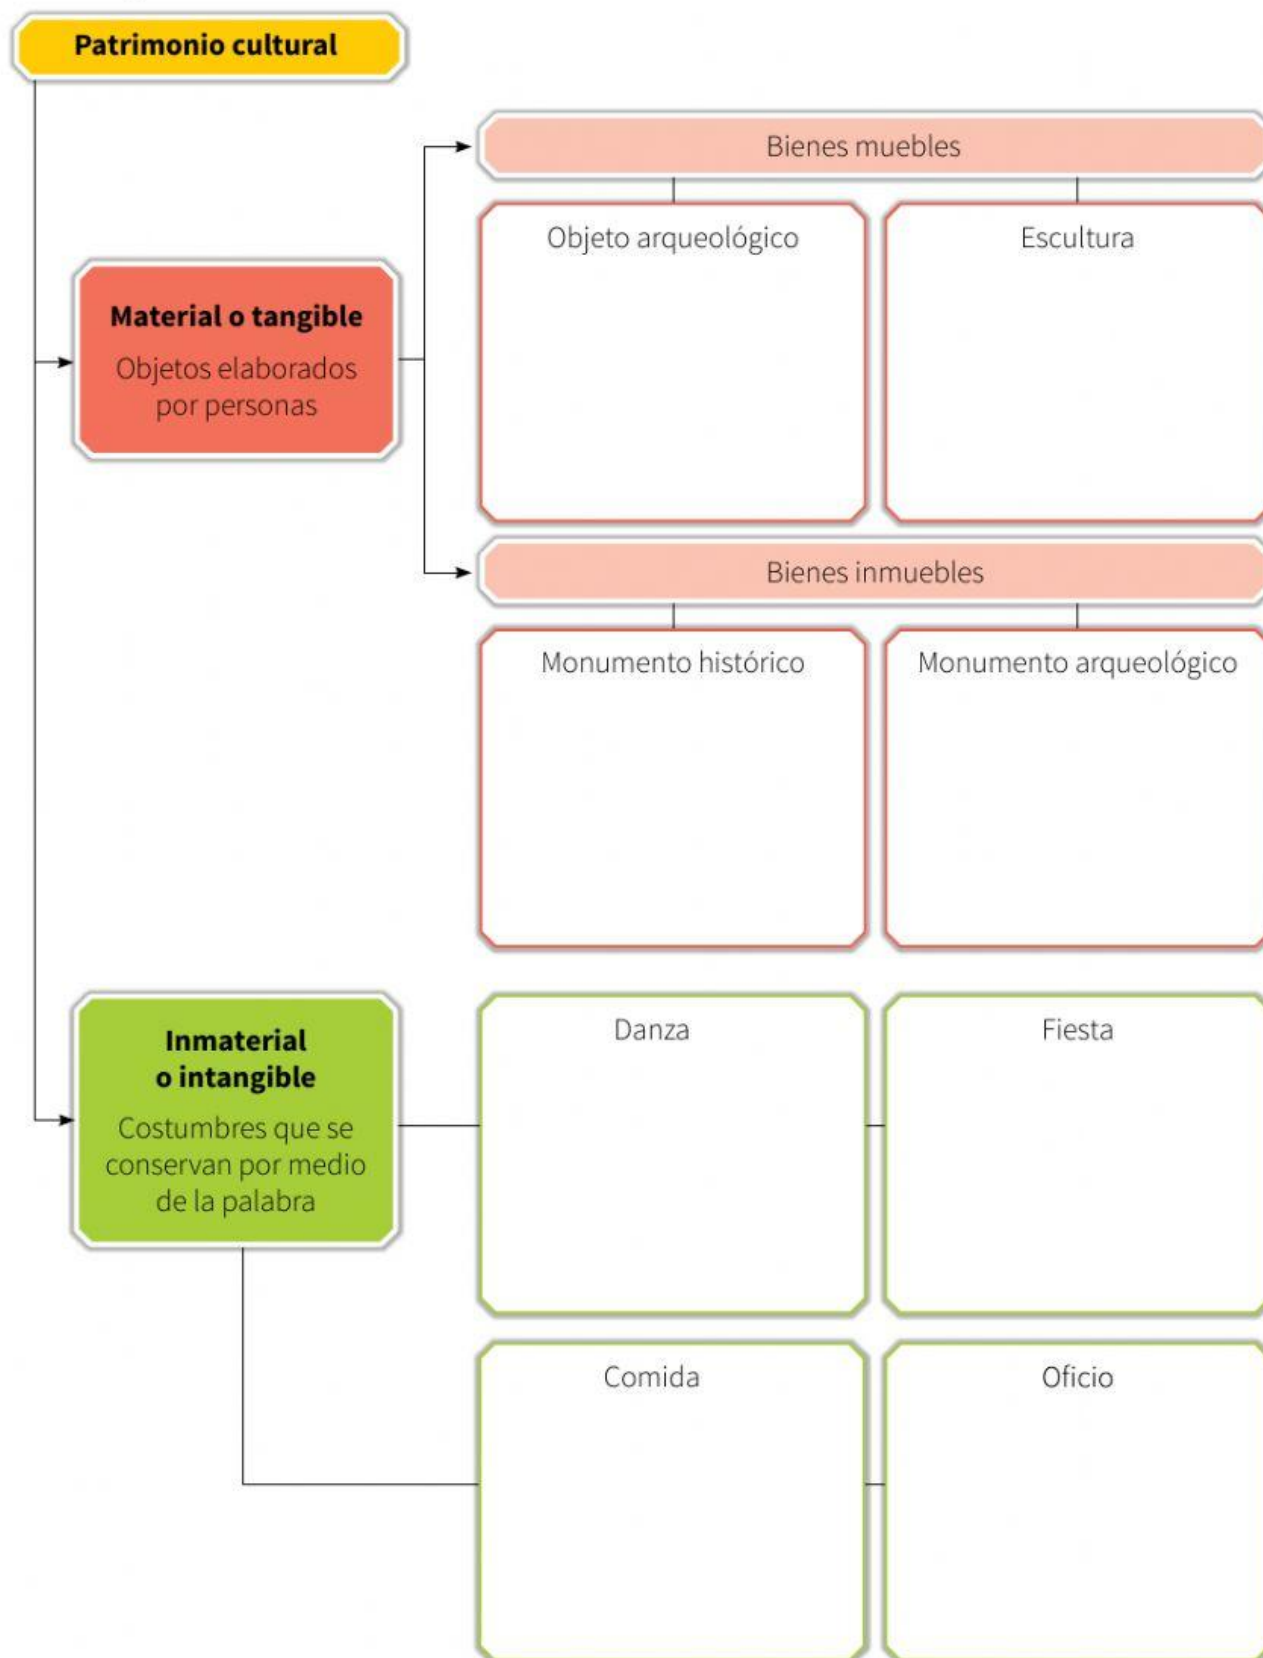 Patrimonio cultural
Material o tangible
Objetos elaborados
por personas
Bienes muebles
Objeto arqueológico
Escultura
Bienes inmuebles
Monumento histórico
Monumento arqueológico
Inmaterial
o intangible
Costumbres que se
conservan por medio
de la palabra
Danza
Fiesta
Comida
Oficio